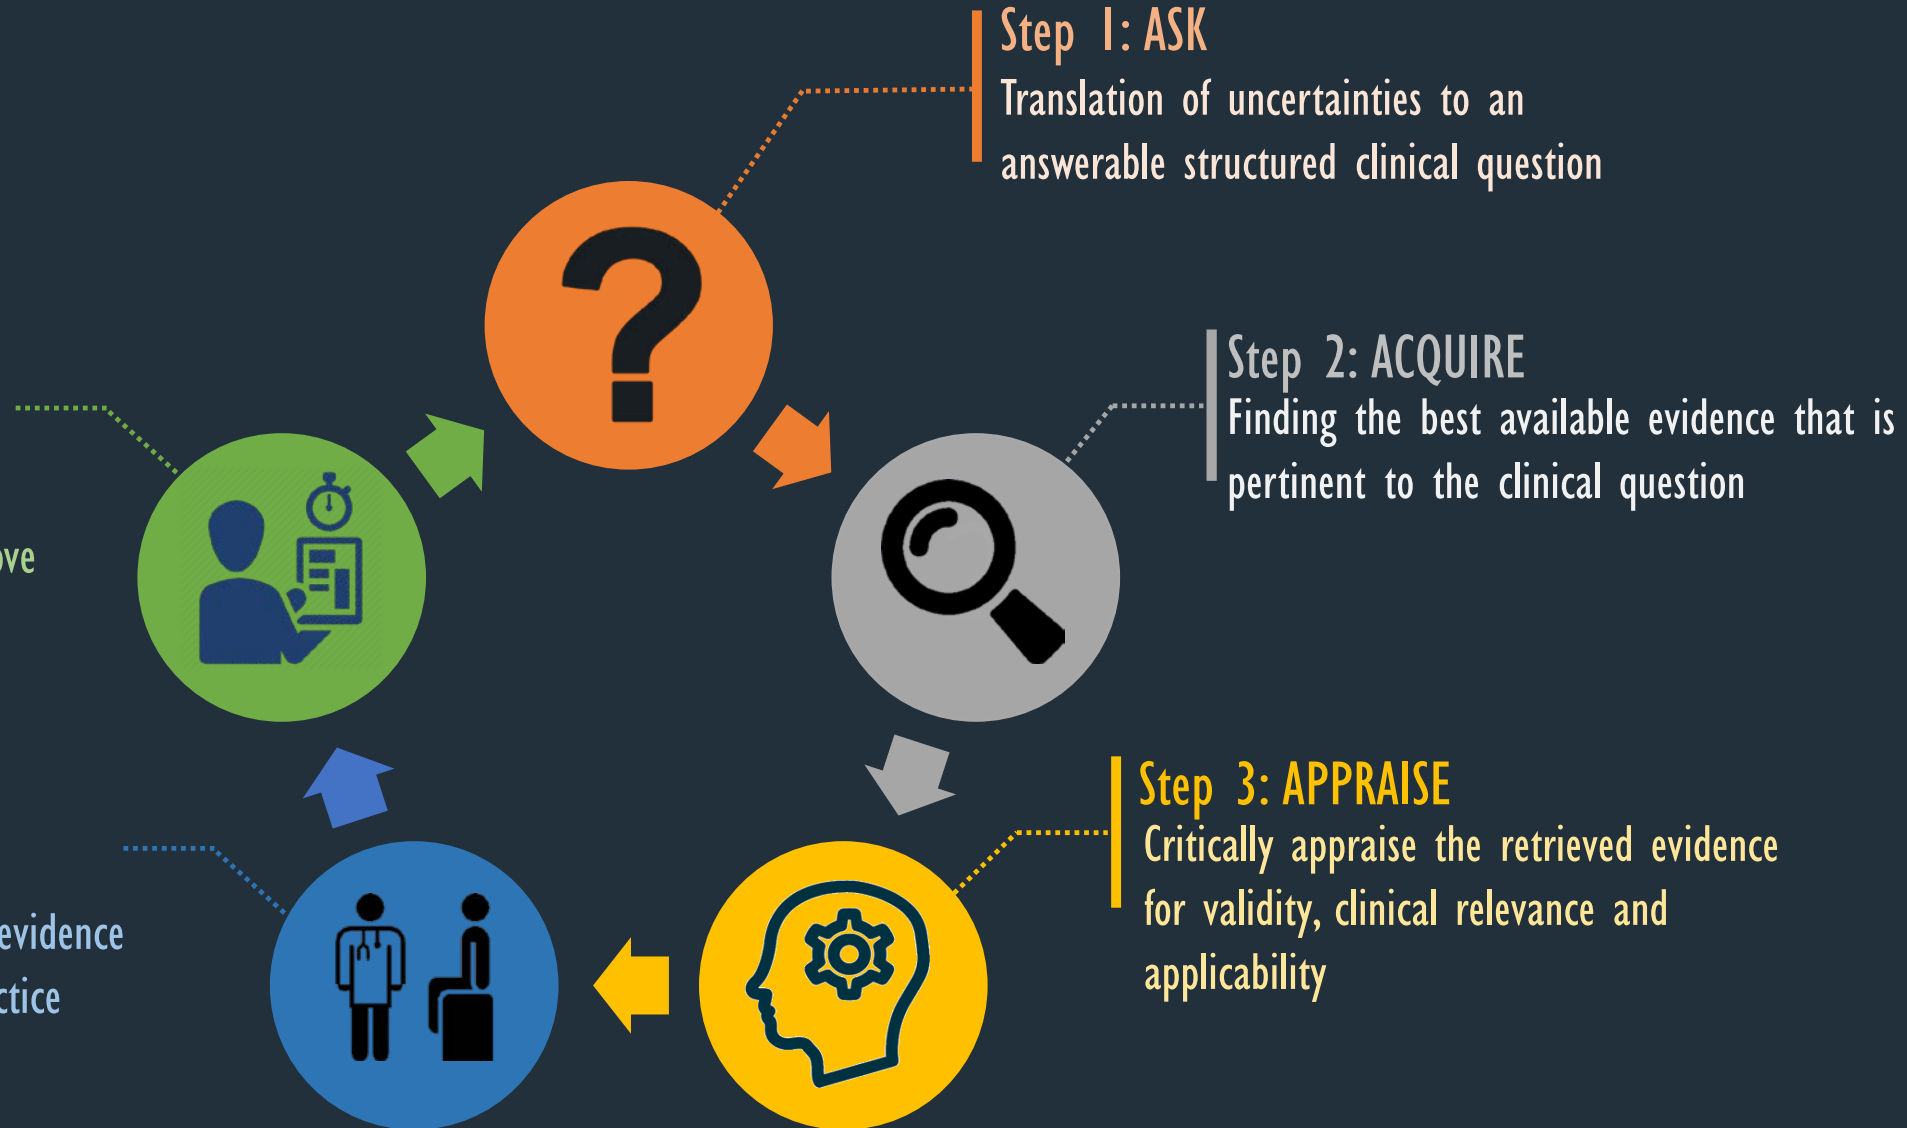 Step 1: ASK
Translation of uncertainties to an
answerable structured clinical question
Step 2: ACQUIRE
Finding the best available evidence that is
pertinent to the clinical question
Step 3: APPRAISE
Critically appraise the retrieved evidence
for validity, clinical relevance and
applicability
evidence